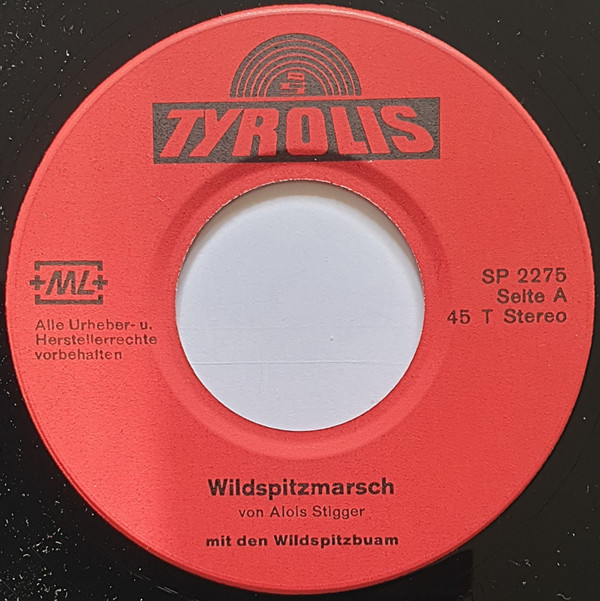 TYROLIS
+ML+
Alle Urheber- u.
Herstellerrechte
vorbehalten
SP 2275
Seite A
45 T Stereo
Wildspitzmarsch
von Alois Stigger
mit den Wildspitzbuam